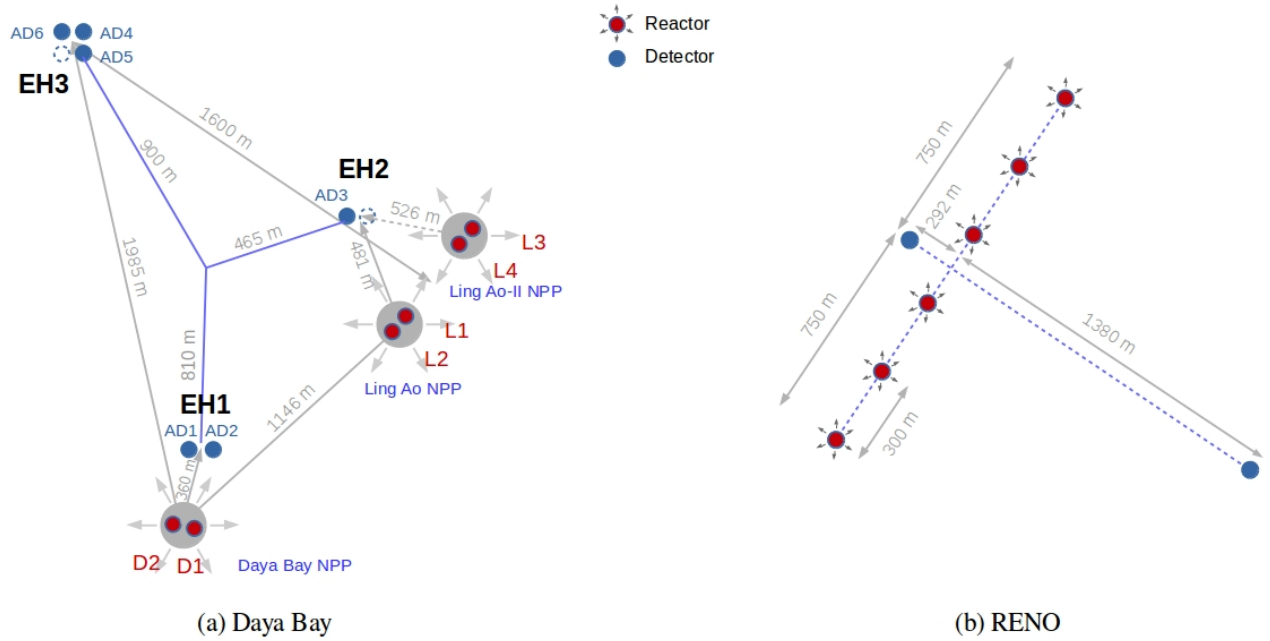 AD6 AD4
AD5
EH3
1600 m
900 m
EH2
AD3
526 m
465 m
481 m
L3
L4
Ling Ao-II NPP
1985 m
810 m
L1
L2
Ling Ao NPP
EH1
AD1 AD2
1146 m
360 m
D2 D1
Daya Bay NPP
(a) Daya Bay
Reactor
Detector
750 m
292 m
750 m
1380 m
300 m
(b) RENO